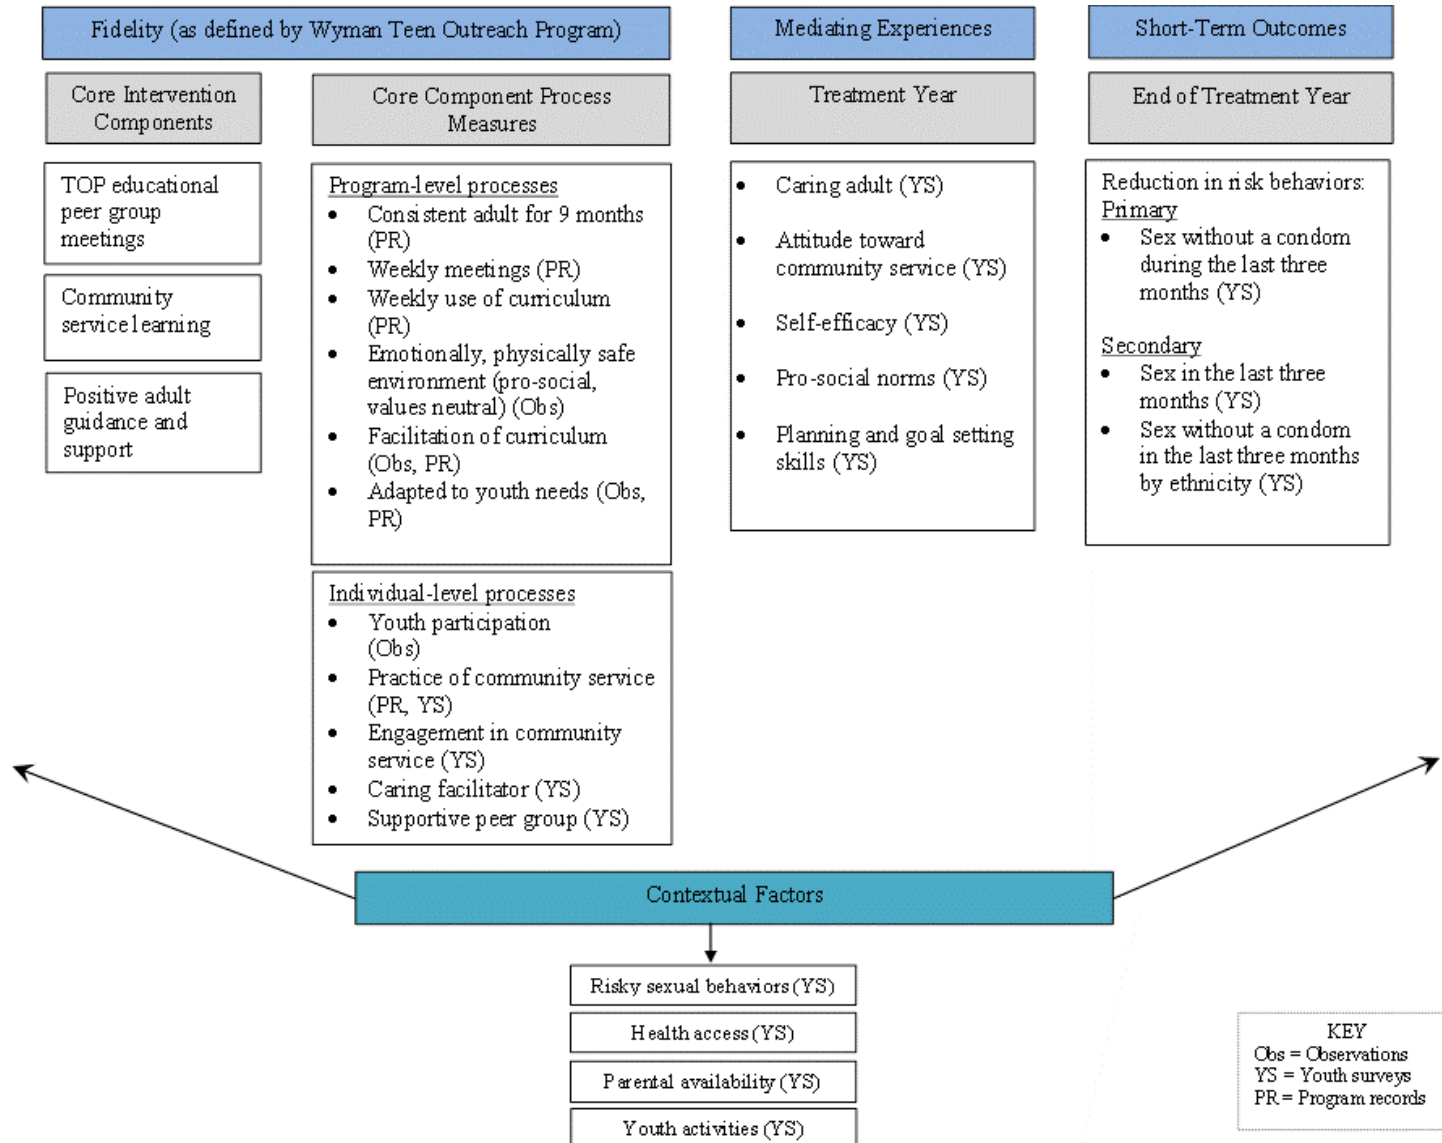 Fidelity (as defined by Wyman Teen Outreach Program)
Mediating Experiences
Short-Term Outcomes
Core Intervention
Components
Core Component Process
Measures
Treatment Year
End of Treatment Year
TOP educational
peer group
meetings
Community
service learning
Positive adult
guidance and
support
Program-level processes
• Consistent adult for 9 months
(PR)
• Weekly meetings (PR)
• Weekly use of curriculum
(PR)
• Emotionally, physically safe
environment (pro-social,
values neutral) (Obs)
• Facilitation of curriculum
(Obs, PR)
• Adapted to youth needs (Obs,
PR)
Individual-level processes
• Youth participation
(Obs)
• Practice of community service
(PR, YS)
• Engagement in community
service (YS)
• Caring facilitator (YS)
• Supportive peer group (YS)
• Caring adult (YS)
• Attitude toward
community service (YS)
• Self-efficacy (YS)
• Pro-social norms (YS)
• Planning and goal setting
skills (YS)
Reduction in risk behaviors:
Primary
• Sex without a condom
during the last three
months (YS)
Secondary
• Sex in the last three
months (YS)
• Sex without a condom
in the last three months
by ethnicity (YS)
Contextual Factors
Risky sexual behaviors (YS)
Health access (YS)
Parental availability (YS)
Youth activities (YS)
KEY
Obs = Observations
YS = Youth surveys
PR = Program records